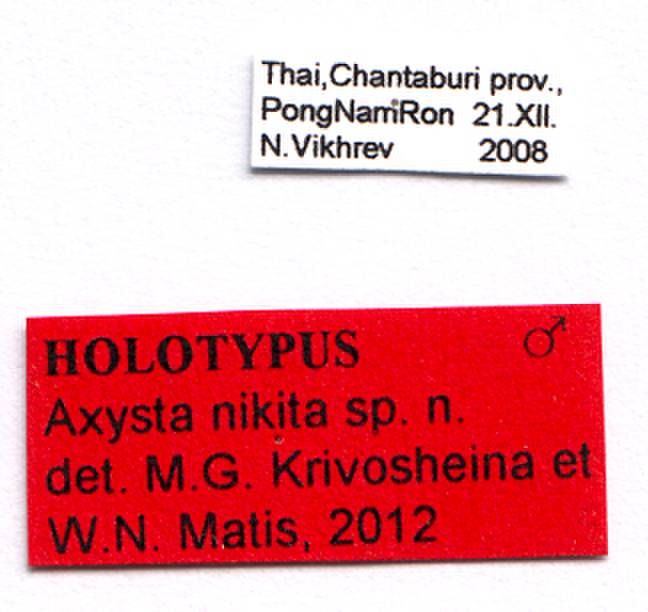 Thai,Chantaburi prov.,
PongNamRon 21.XII.
N.Vikhrev 2008
HOLOTYPUS ♂
Axysta nikita sp. n.
det. M.G. Krivosheina et
W.N. Matis, 2012